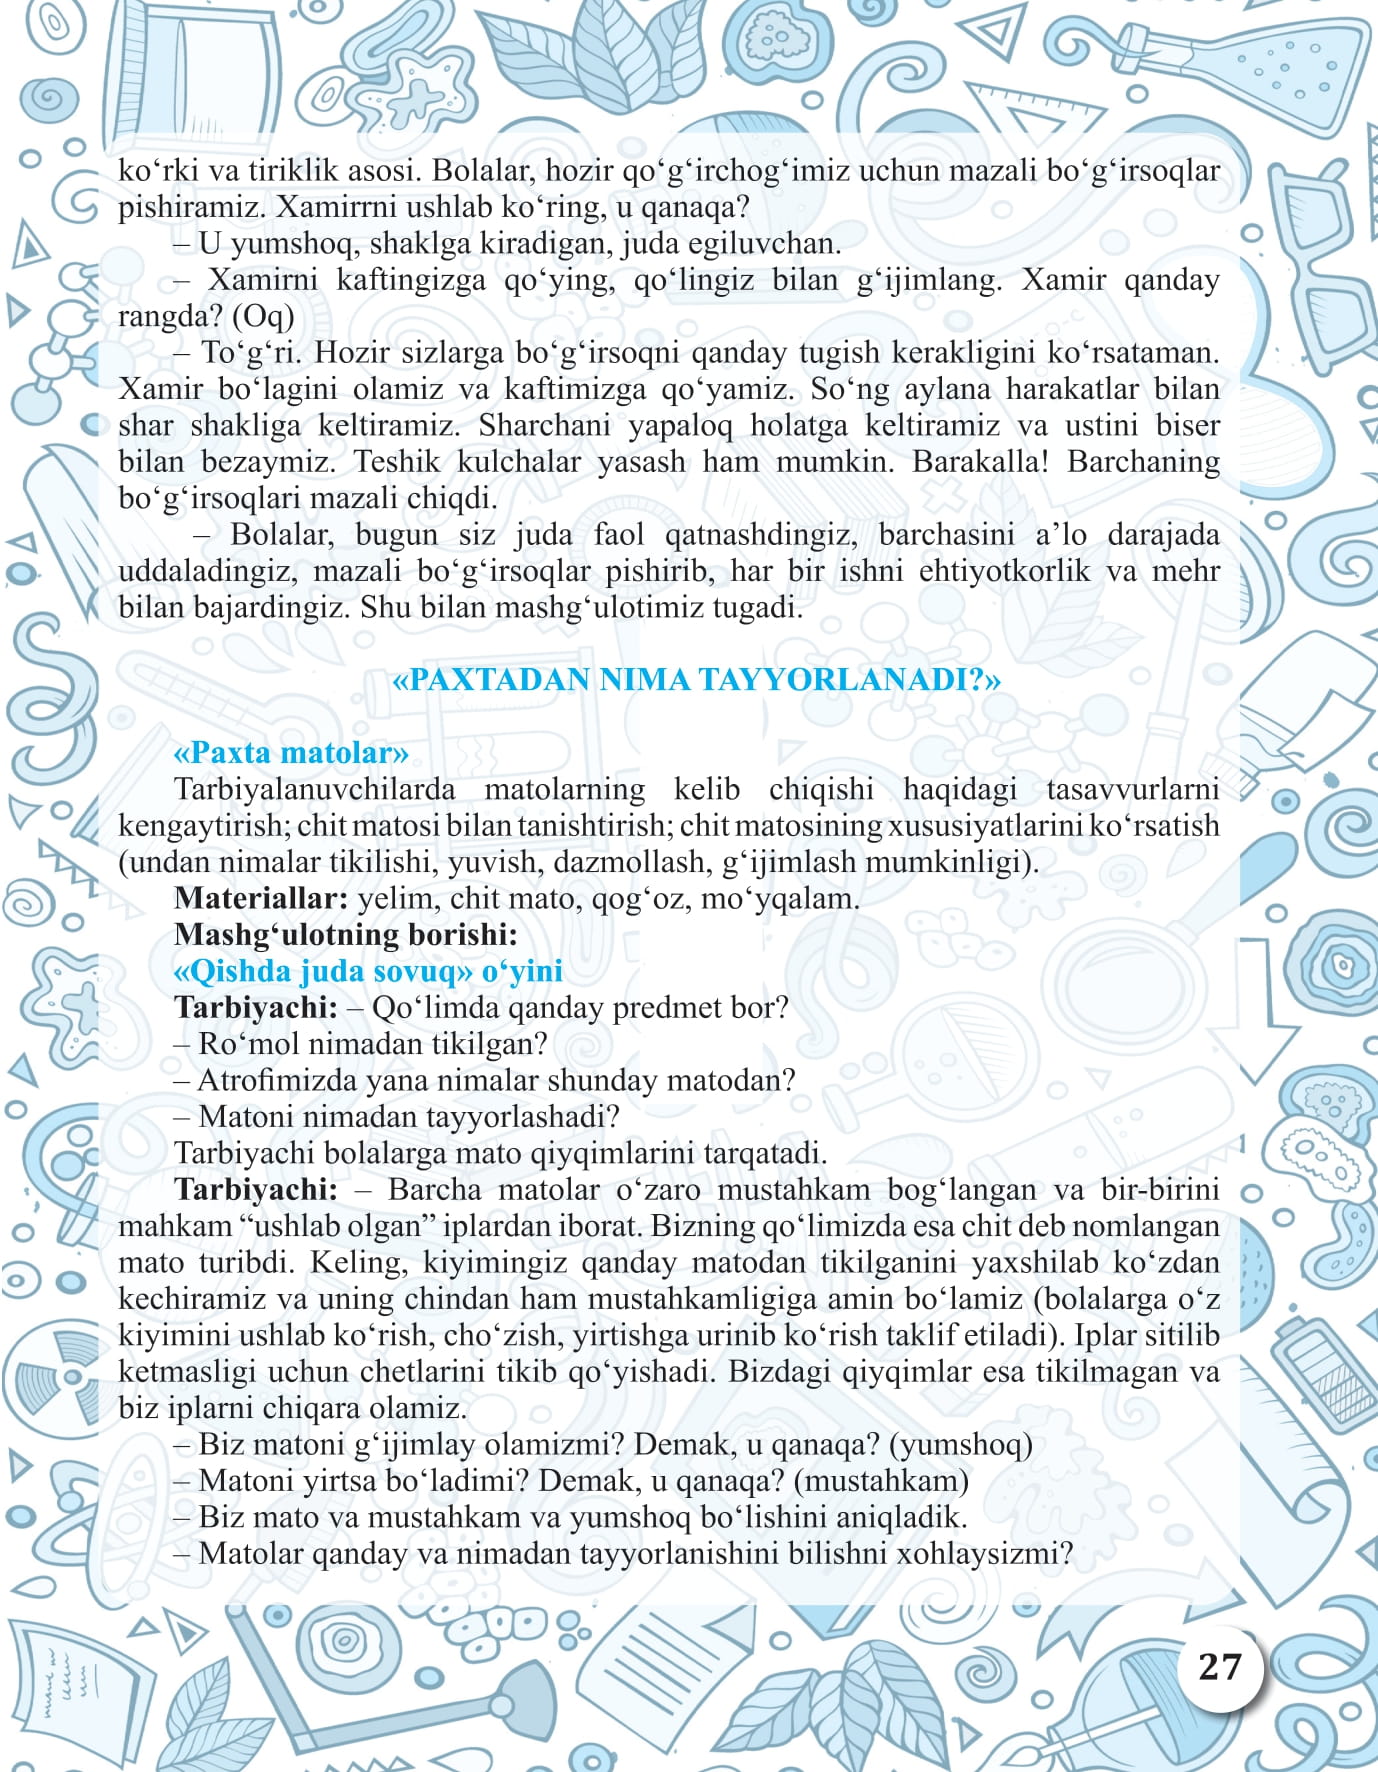 ko‘rki va tiriklik asosi. Bolalar, hozir qo‘g‘irchog‘imiz uchun mazali bo‘g‘irsoqlar
pishiramiz. Xamirrni ushlab ko‘ring, u qanaqa?
– U yumshoq, shaklga kiradigan, juda egiluvchan.
– Xamirni kaftingizga qo‘ying, qo‘lingiz bilan g‘ijimlang. Xamir qanday
rangda? (Oq)
– To‘g‘ri. Hozir sizlarga bo‘g‘irsoqni qanday tugish kerakligini ko‘rsataman.
Xamir bo‘lagini olamiz va kaftimizga qo‘yamiz. So‘ng aylana harakatlar bilan
shar shakliga keltiramiz. Sharchani yapaloq holatga keltiramiz va ustini biser
bilan bezaymiz. Teshik kulchalar yasash ham mumkin. Barakalla! Barchaning
bo‘g‘irsoqlari mazali chiqdi.
– Bolalar, bugun siz juda faol qatnashdingiz, barchasini a’lo darajada
uddaladingiz, mazali bo‘g‘irsoqlar pishirib, har bir ishni ehtiyotkorlik va mehr
bilan bajardingiz. Shu bilan mashg‘ulotimiz tugadi.
«PAXTADAN NIMA TAYYORLANADI?»
«Paxta matolar»
Tarbiyalanuvchilarda matolarning kelib chiqishi haqidagi tasavvurlarni
kengaytirish; chit matosi bilan tanishtirish; chit matosining xususiyatlarini ko‘rsatish
(undan nimalar tikilishi, yuvish, dazmollash, g‘ijimlash mumkinligi).
Materiallar: yelim, chit mato, qog‘oz, mo‘yqalam.
Mashg‘ulotning borishi:
«Qishda juda sovuq» o‘yini
Tarbiyachi: – Qo‘limda qanday predmet bor?
– Ro‘mol nimadan tikilgan?
– Atrofimizda yana nimalar shunday matodan?
– Matoni nimadan tayyorlashadi?
Tarbiyachi bolalarga mato qiyqimlarini tarqatadi.
Tarbiyachi: – Barcha matolar o‘zaro mustahkam bog‘langan va bir-birini
mahkam “ushlab olgan” iplardan iborat. Bizning qo‘limizda esa chit deb nomlangan
mato turibdi. Keling, kiyimingiz qanday matodan tikilganini yaxshilab ko‘zdan
kechiramiz va uning chindan ham mustahkamligiga amin bo‘lamiz (bolalarga o‘z
kiyimini ushlab ko‘rish, cho‘zish, yirtishga urinib ko‘rish taklif etiladi). Iplar sitilib
ketmasligi uchun chetlarini tikib qo‘yishadi. Bizdagi qiyqimlar esa tikilmagan va
biz iplarni chiqara olamiz.
– Biz matoni g‘ijimlay olamizmi? Demak, u qanaqa? (yumshoq)
– Matoni yirtsa bo‘ladimi? Demak, u qanaqa? (mustahkam)
– Biz mato va mustahkam va yumshoq bo‘lishini aniqladik.
– Matolar qanday va nimadan tayyorlanishini bilishni xohlaysizmi?
27